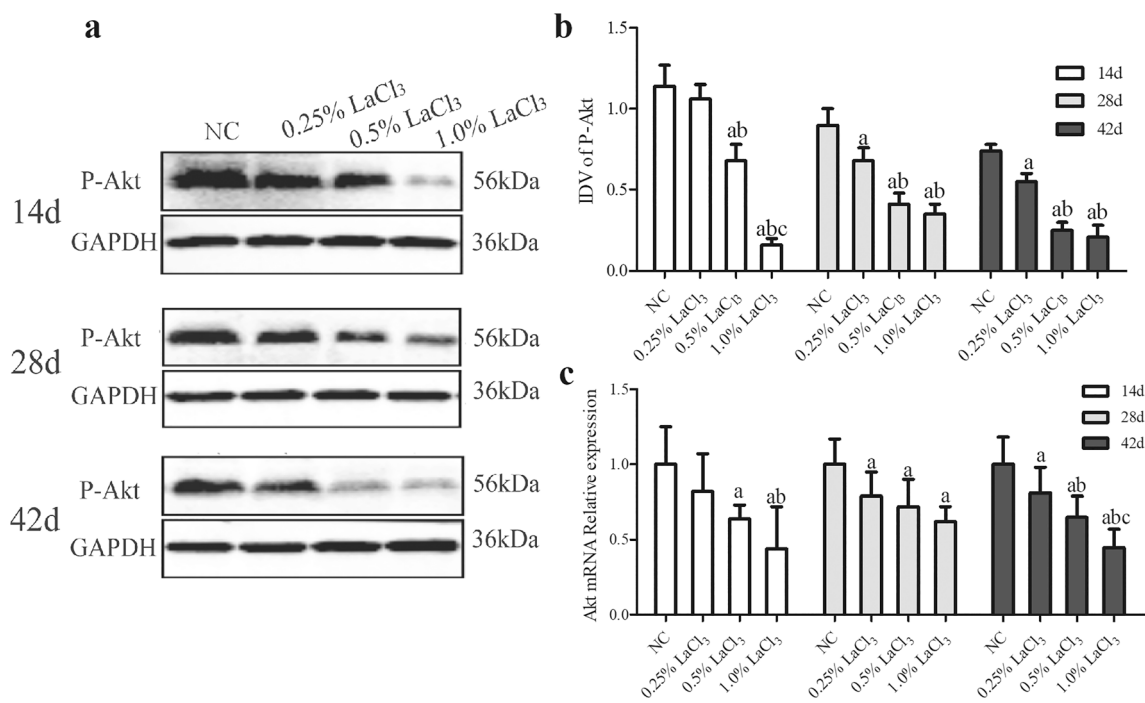 a
NC 0.25% LaCl3 0.5% LaCl3 1.0% LaCl3
14d
P-Akt 56kDa
GAPDH 36kDa
28d
P-Akt 56kDa
GAPDH 36kDa
42d
P-Akt 56kDa
GAPDH 36kDa
b
IDV of P-Akt
1.5
1.0
0.5
0.0
14d
28d
42d
ab
abc
a
ab
ab
a
ab
ab
NC 0.25% LaCl3 0.5% LaCB 1.0% LaCl3
NC 0.25% LaCl3 0.5% LaCB 1.0% LaCl3
NC 0.25% LaCl3 0.5% LaCB 1.0% LaCl3
c
Akt mRNA Relative expression
1.5
1.0
0.5
0.0
14d
28d
42d
a
ab
a
a
a
a
ab
abc
NC 0.25% LaCl3 0.5% LaCl3 1.0% LaCl3
NC 0.25% LaCl3 0.5% LaCl3 1.0% LaCl3
NC 0.25% LaCl3 0.5% LaCl3 1.0% LaCl3